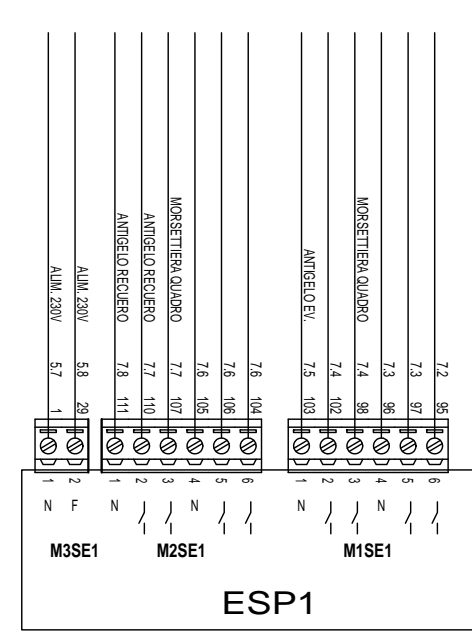 ALIM. 230V
ALIM. 230V
ANTIGELO RECUERO
ANTIGELO RECUERO
MORSETTIERA QUADRO
ANTIGELO EV.
MORSETTIERA QUADRO
5.7 5.8 7.8 7.7 7.7 7.6 7.6 7.6 7.5 7.4 7.4 7.3 7.3 7.2
1 29 111 110 107 105 106 104 103 102 98 96 97 95
1 2 1 2 3 4 5 6 1 2 3 4 5 6
N F N N N N
M3SE1 M2SE1 M1SE1
ESP1